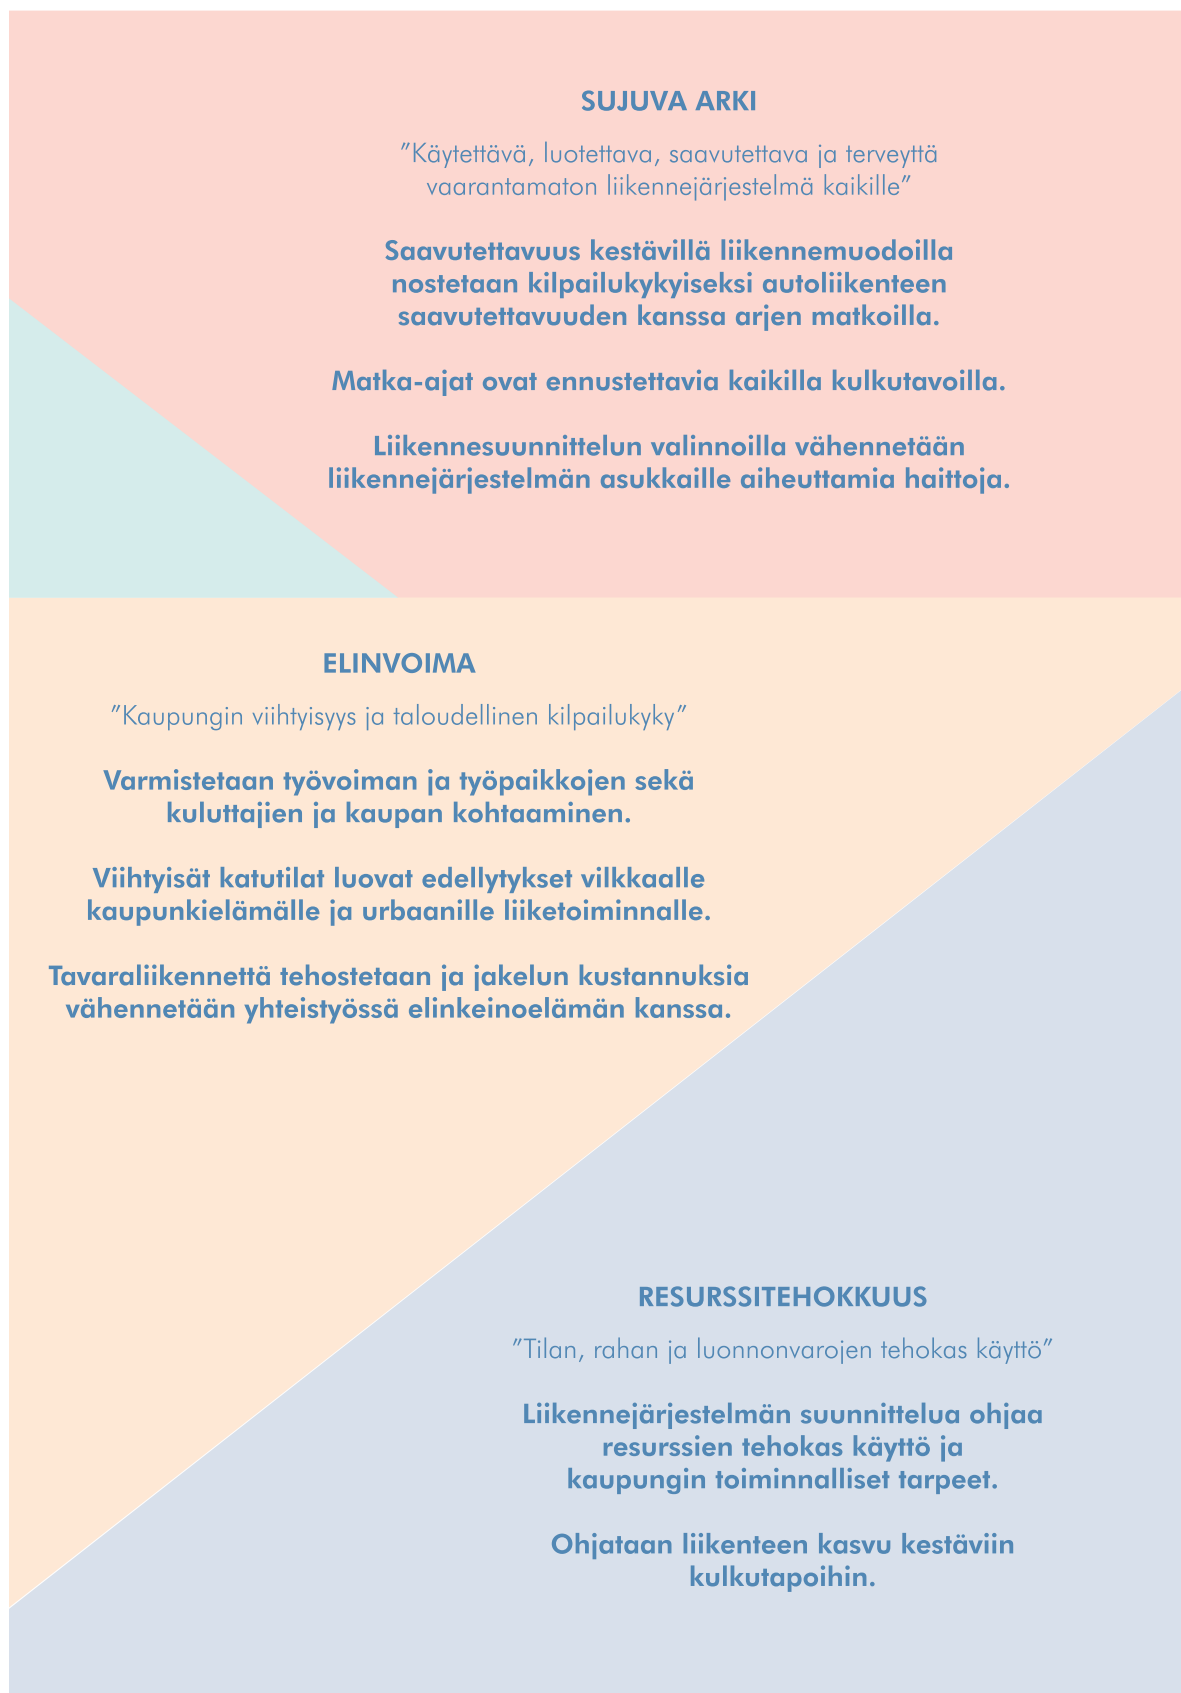 SUJUVA ARKI
”Käytettävä, luotettava, saavutettava ja terveyttä
vaarantamaton liikennejärjestelmä kaikille”
Saavutettavuus kestävillä liikennemuodoilla
nostetaan kilpailukykyiseksi autoliikenteen
saavutettavuuden kanssa arjen matkoilla.
Matka-ajat ovat ennustettavia kaikilla kulkutavoilla.
Liikennesuunnittelun valinnoilla vähennetään
liikennejärjestelmän asukkaille aiheuttamia haittoja.
ELINVOIMA
”Kaupungin viihtyisyys ja taloudellinen kilpailukyky”
Varmistetaan työvoiman ja työpaikkojen sekä
kuluttajien ja kaupan kohtaaminen.
Viihtyisät katutilat luovat edellytykset vilkkaalle
kaupunkielämälle ja urbaanille liiketoiminnalle.
Tavaraliikennettä tehostetaan ja jakelun kustannuksia
vähennetään yhteistyössä elinkeinoelämän kanssa.
RESURSSITEHOKKUUS
”Tilan, rahan ja luonnonvarojen tehokas käyttö”
Liikennejärjestelmän suunnittelua ohjaa
resurssien tehokas käyttö ja
kaupungin toiminnalliset tarpeet.
Ohjataan liikenteen kasvu kestäviin
kulkutapoihin.